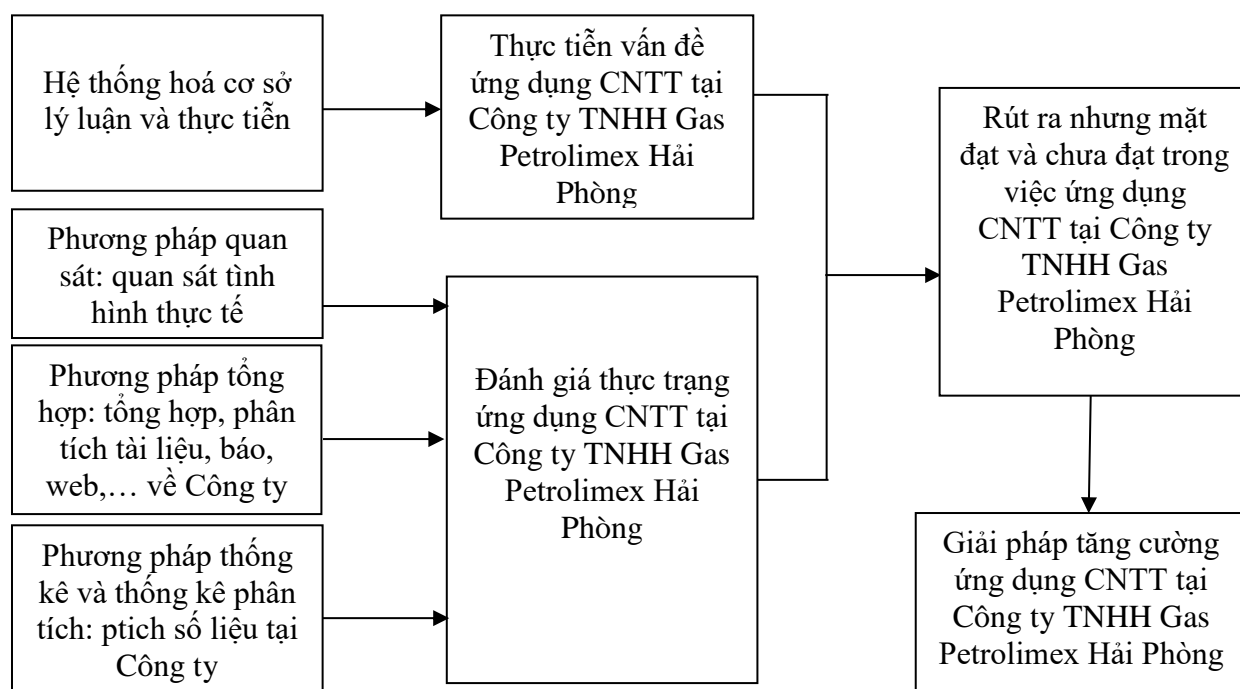 Hệ thống hoá cơ sở
lý luận và thực tiễn
Thực tiễn vấn đề
ứng dụng CNTT tại
Công ty TNHH Gas
Petrolimex Hải
Phòng
Rút ra nhưng mặt
đạt và chưa đạt trong
việc ứng dụng
CNTT tại Công ty
TNHH Gas
Petrolimex Hải
Phòng
Phương pháp quan
sát: quan sát tình
hình thực tế
Phương pháp tổng
hợp: tổng hợp, phân
tích tài liệu, báo,
web,… về Công ty
Phương pháp thống
kê và thống kê phân
tích: ptich số liệu tại
Công ty
Đánh giá thực trạng
ứng dụng CNTT tại
Công ty TNHH Gas
Petrolimex Hải
Phòng
Giải pháp tăng cường
ứng dụng CNTT tại
Công ty TNHH Gas
Petrolimex Hải Phòng